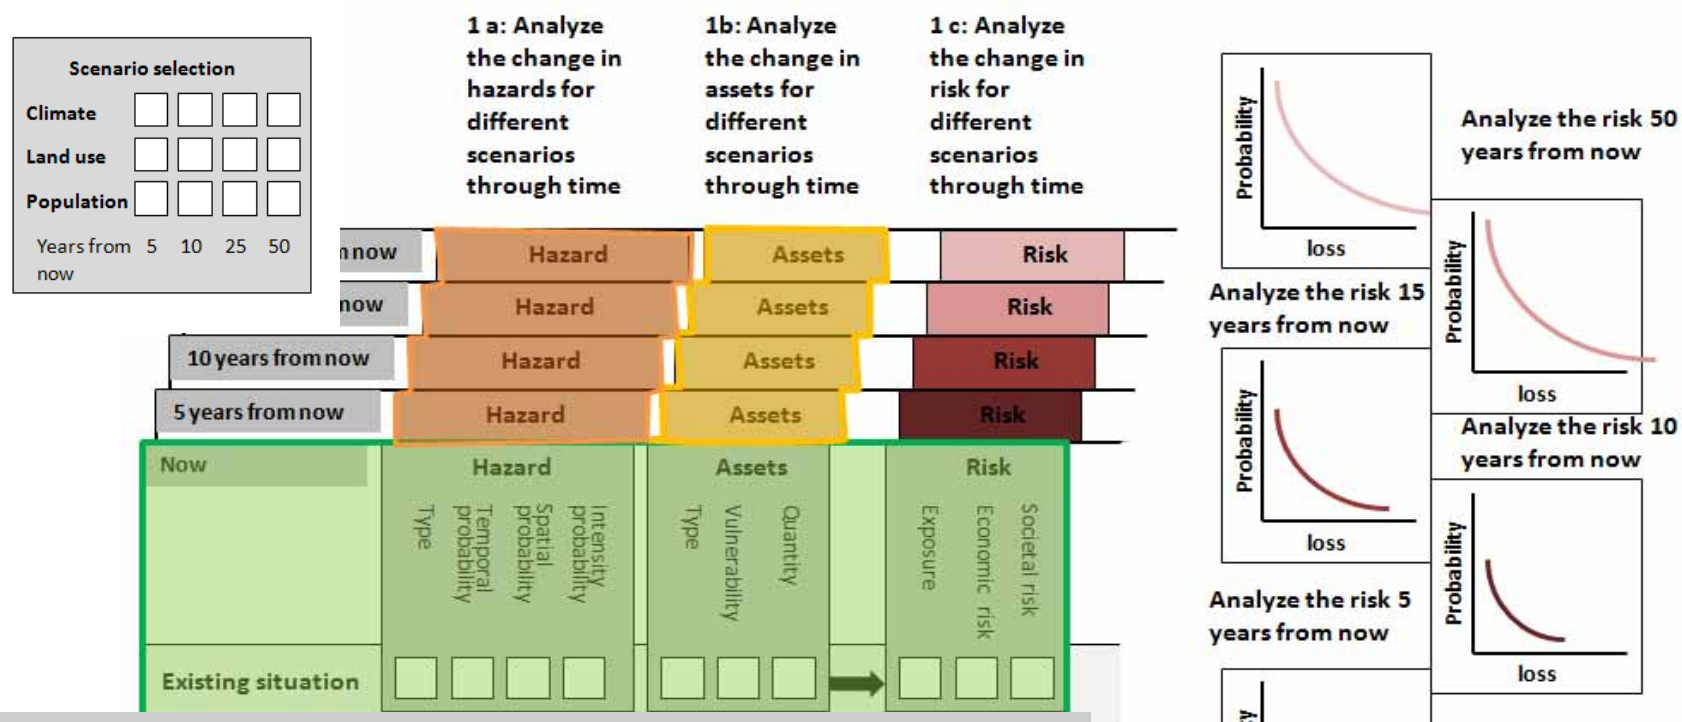 Scenario selection
Climate
Land use
Population
Years from now 5 10 25 50
1 a: Analyze
the change in
hazards for
different
scenarios
through time
1b: Analyze
the change in
assets for
different
scenarios
through time
1 c: Analyze
the change in
risk for
different
scenarios
through time
now Hazard Assets Risk
now Hazard Assets Risk
10 years from now Hazard Assets Risk
5 years from now Hazard Assets Risk
Now Hazard Assets Risk
Type
Temporal
probability
Spatial
probability
Intensity
probability
Type
Vulnerability
Quantity
Exposure
Economic risk
Societal risk
Existing situation
Probability
loss
Analyze the risk 50
years from now
Probability
loss
Analyze the risk 15
years from now
Probability
loss
Analyze the risk 10
years from now
Probability
loss
Analyze the risk 5
years from now